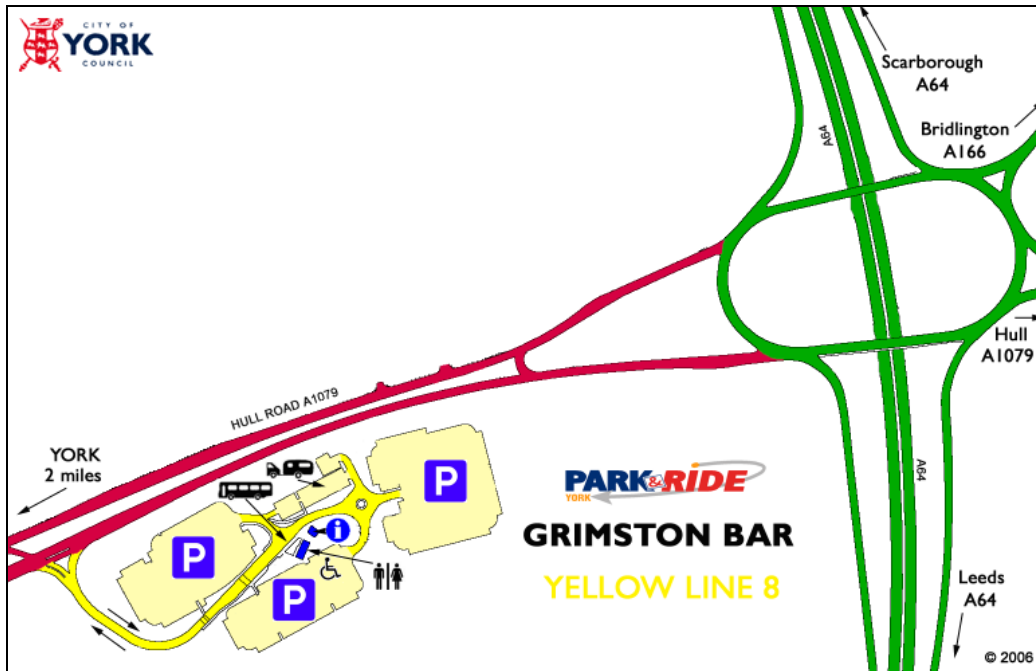 CITY OF
YORK
COUNCIL
Scarborough
A64
Bridlington
A166
A64
Hull
A1079
HULL ROAD A1079
YORK
2 miles
P
P
P
i
PARK&RIDE
YORK
GRIMSTON BAR
YELLOW LINE 8
A64
Leeds
A64
© 2006